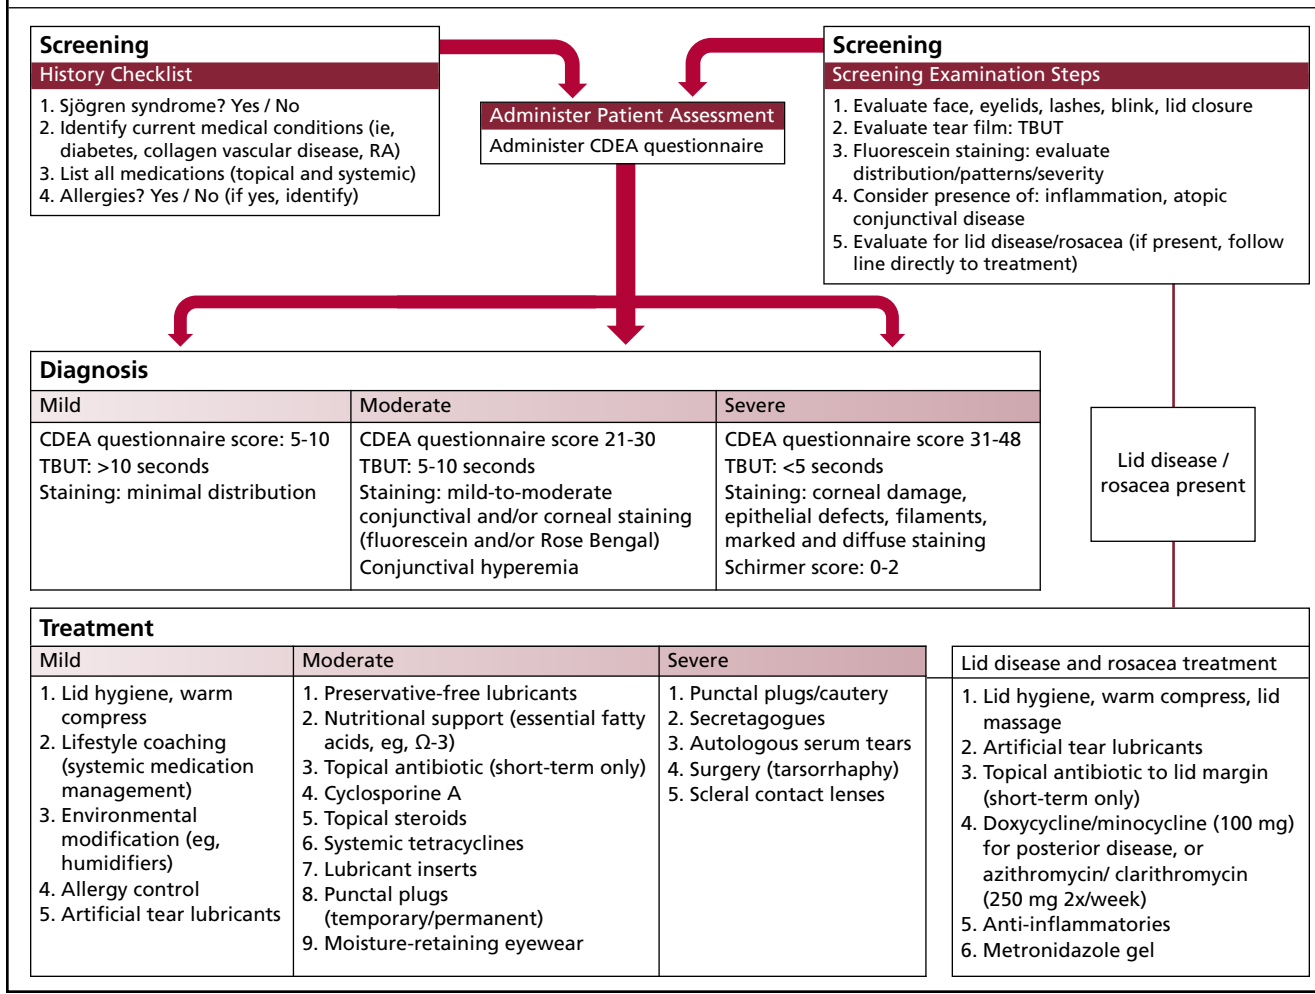 Screening
History Checklist
1. Sjögren syndrome? Yes / No
2. Identify current medical conditions (ie,
diabetes, collagen vascular disease, RA)
3. List all medications (topical and systemic)
4. Allergies? Yes / No (if yes, identify)
Administer Patient Assessment
Administer CDEA questionnaire
Screening
Screening Examination Steps
1. Evaluate face, eyelids, lashes, blink, lid closure
2. Evaluate tear film: TBUT
3. Fluorescein staining: evaluate
distribution/patterns/severity
4. Consider presence of: inflammation, atopic
conjunctival disease
5. Evaluate for lid disease/rosacea (if present, follow
line directly to treatment)
Diagnosis
Mild
CDEA questionnaire score: 5-10
TBUT: >10 seconds
Staining: minimal distribution
Moderate
CDEA questionnaire score 21-30
TBUT: 5-10 seconds
Staining: mild-to-moderate
conjunctival and/or corneal staining
(fluorescein and/or Rose Bengal)
Conjunctival hyperemia
Severe
CDEA questionnaire score 31-48
TBUT: <5 seconds
Staining: corneal damage,
epithelial defects, filaments,
marked and diffuse staining
Schirmer score: 0-2
Lid disease /
rosacea present
Treatment
Mild
1. Lid hygiene, warm
compress
2. Lifestyle coaching
(systemic medication
management)
3. Environmental
modification (eg,
humidifiers)
4. Allergy control
5. Artificial tear lubricants
Moderate
1. Preservative-free lubricants
2. Nutritional support (essential fatty
acids, eg, Ω-3)
3. Topical antibiotic (short-term only)
4. Cyclosporine A
5. Topical steroids
6. Systemic tetracyclines
7. Lubricant inserts
8. Punctal plugs
(temporary/permanent)
9. Moisture-retaining eyewear
Severe
1. Punctal plugs/cautery
2. Secretagogues
3. Autologous serum tears
4. Surgery (tarsorrhaphy)
5. Scleral contact lenses
Lid disease and rosacea treatment
1. Lid hygiene, warm compress, lid
massage
2. Artificial tear lubricants
3. Topical antibiotic to lid margin
(short-term only)
4. Doxycycline/minocycline (100 mg)
for posterior disease, or
azithromycin/ clarithromycin
(250 mg 2x/week)
5. Anti-inflammatories
6. Metronidazole gel